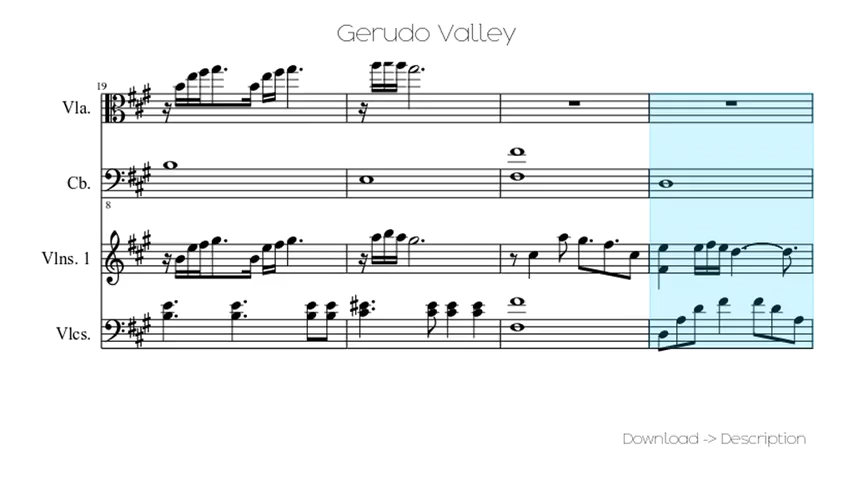 Gerudo Valley
19
Vla.
Cb.
8
Vlns. 1
Vlcs.
Download -> Description